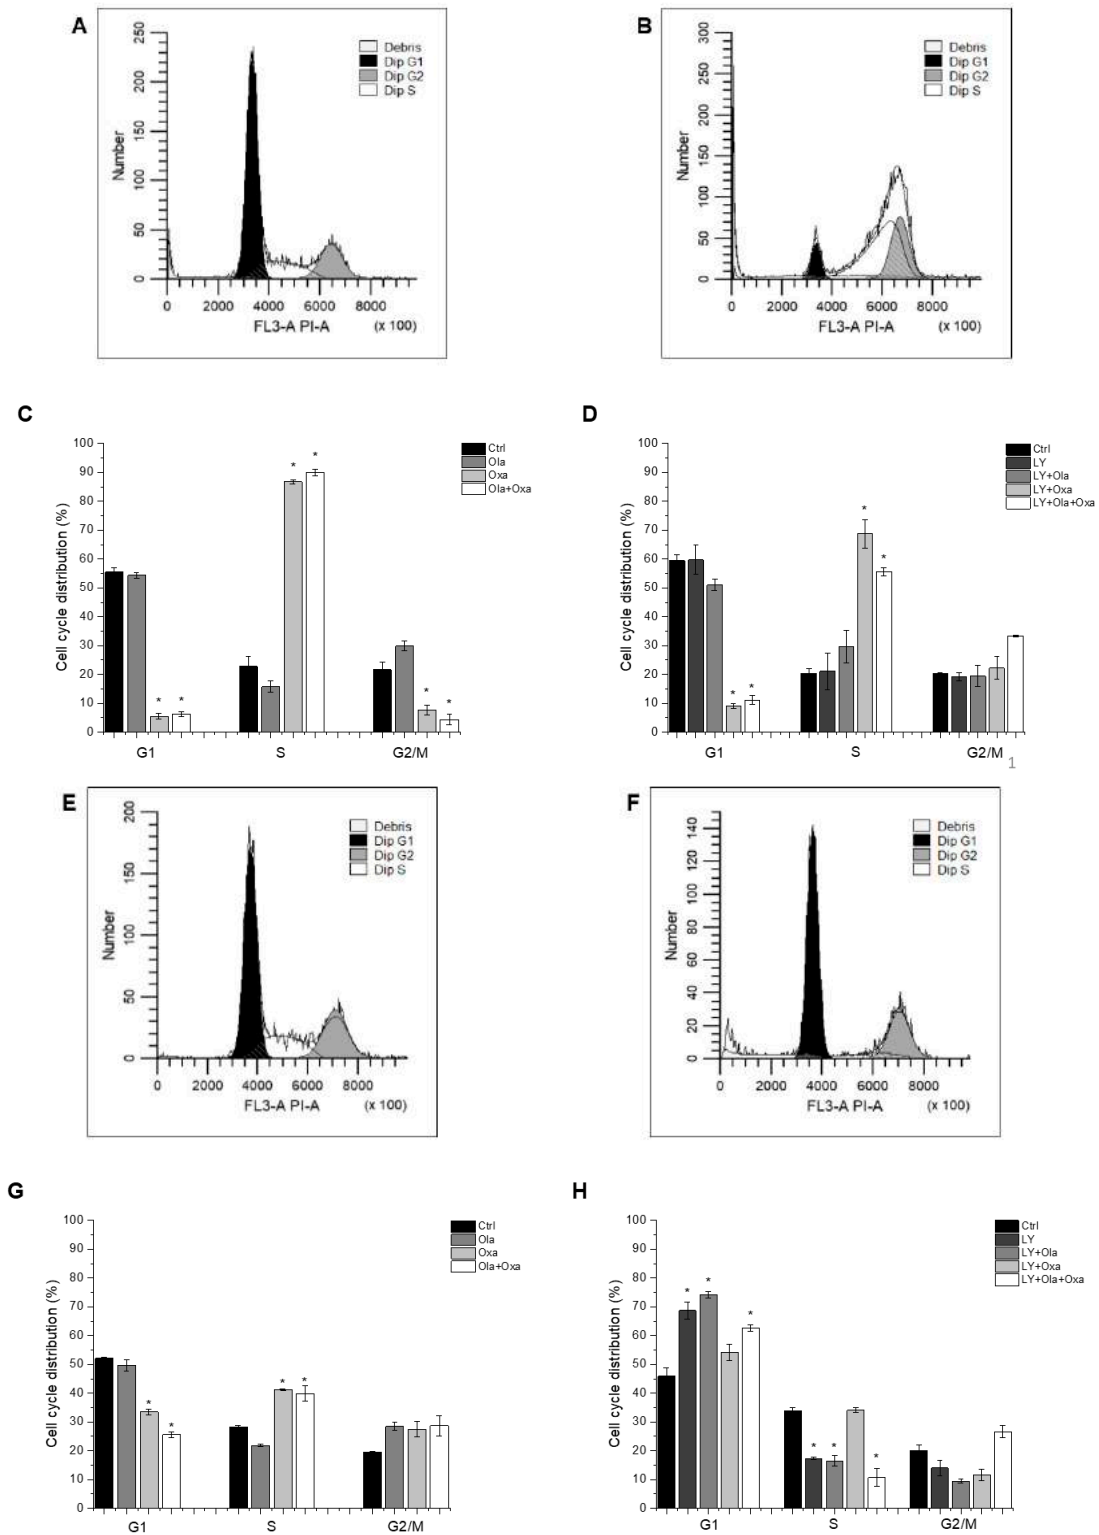 A
250
200
150
100
50
0
Number
Debris
Dip G1
Dip G2
Dip S
0 2000 4000 6000 8000
FL3-A PI-A (x 100)
B
300
250
200
150
100
50
0
Number
Debris
Dip G1
Dip G2
Dip S
0 2000 4000 6000 8000
FL3-A PI-A (x 100)
C
100
90
80
70
60
50
40
30
20
10
0
Cell cycle distribution (%)
Ctrl
Ola
Oxa
Ola+Oxa
* *
* *
* *
G1 S G2/M
D
100
90
80
70
60
50
40
30
20
10
0
Cell cycle distribution (%)
Ctrl
LY
LY+Ola
LY+Oxa
LY+Ola+Oxa
* *
* *
G1 S G2/M
1
E
200
150
100
50
0
Number
Debris
Dip G1
Dip G2
Dip S
0 2000 4000 6000 8000
FL3-A PI-A (x 100)
F
140
120
100
80
60
40
20
0
Number
Debris
Dip G1
Dip G2
Dip S
0 2000 4000 6000 8000
FL3-A PI-A (x 100)
G
100
90
80
70
60
50
40
30
20
10
0
Cell cycle distribution (%)
Ctrl
Ola
Oxa
Ola+Oxa
* *
* *
G1 S G2/M
H
100
90
80
70
60
50
40
30
20
10
0
Cell cycle distribution (%)
Ctrl
LY
LY+Ola
LY+Oxa
LY+Ola+Oxa
* * *
* * *
G1 S G2/M